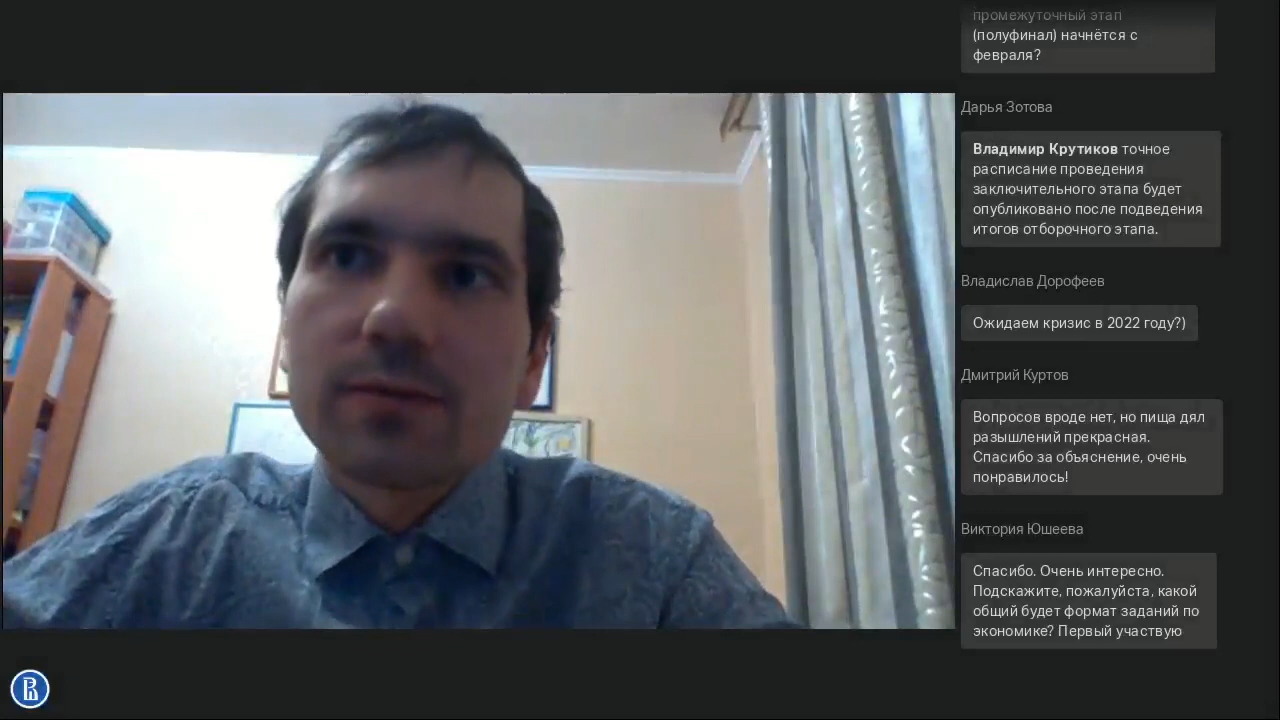 промежуточный этап
(полуфинал) начнётся с
февраля?
Дарья Зотова
Владимир Крутиков точное
расписание проведения
заключительного этапа будет
опубликовано после подведения
итогов отборочного этапа.
Владислав Дорофеев
Ожидаем кризис в 2022 году?)
Дмитрий Куртов
Вопросов вроде нет, но пища дял
разышлений прекрасная.
Спасибо за объяснение, очень
понравилось!
Виктория Юшеева
Спасибо. Очень интересно.
Подскажите, пожалуйста, какой
общий будет формат заданий по
экономике? Первый участвую